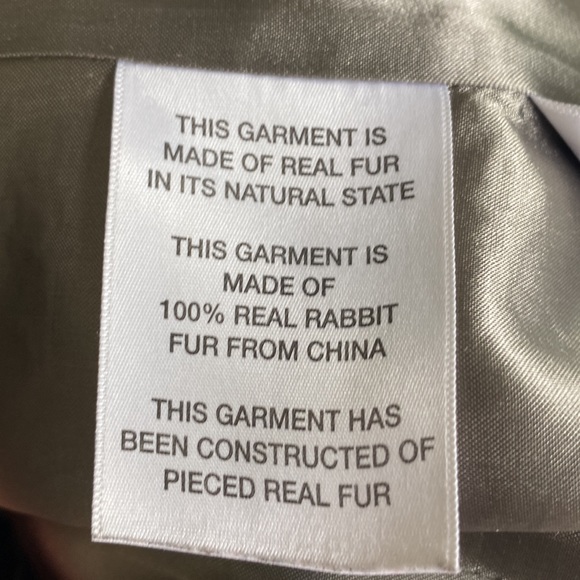 THIS GARMENT IS
MADE OF REAL FUR
IN ITS NATURAL STATE
THIS GARMENT IS
MADE OF
100% REAL RABBIT
FUR FROM CHINA
THIS GARMENT HAS
BEEN CONSTRUCTED OF
PIECED REAL FUR